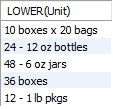 LOWER(Unit)
10 boxes x 20 bags
24 - 12 oz bottles
48 - 6 oz jars
36 boxes
12 - 1 lb pkgs